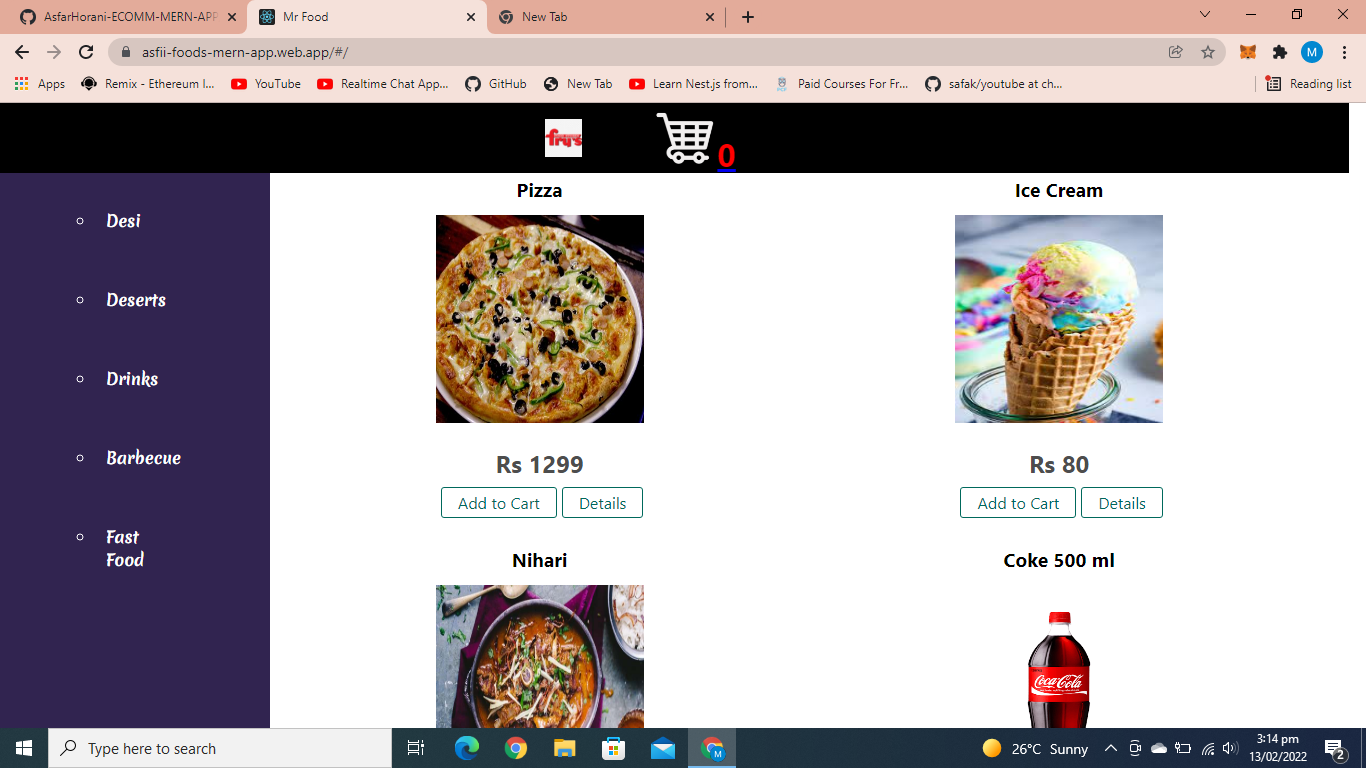 AsfarHorani-ECOMM-MERN-APP
Mr Food
New Tab
asfii-foods-mern-app.web.app/#/
M
Apps
Remix - Ethereum I...
YouTube
Realtime Chat App...
GitHub
New Tab
Learn Nest.js from...
Paid Courses For Fr...
safak/youtube at ch...
Reading list
frys
0
Desi
Deserts
Drinks
Barbecue
Fast
Food
Pizza
Ice Cream
Rs 1299
Rs 80
Add to Cart
Details
Add to Cart
Details
Nihari
Coke 500 ml
Coca-Cola
Type here to search
M
26°C Sunny
3:14 pm
13/02/2022
2